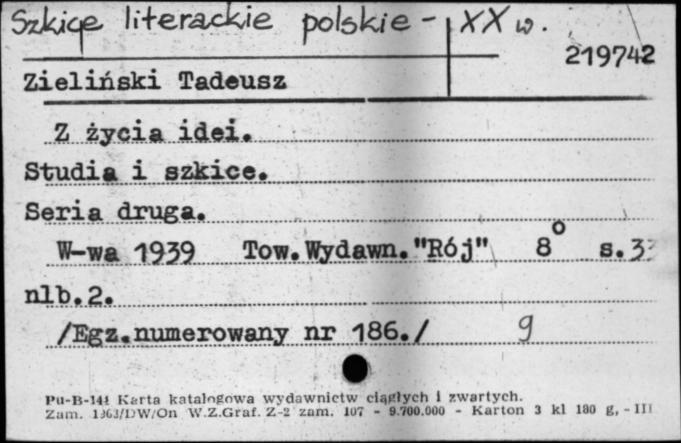 Szkice literackie polskie - XX w.
219742
Zieliński Tadeusz
Z życia idei.
Studia i szkice.
Seria druga.
W-wa 1939 Tow.Wydawn."Rój" 8° s.
nlb.2.
/Egz.numerowany nr 186./ 9
Pu-B-141 Karta katalogowa wydawnictw ciągłych i zwartych.
Zam. 1363/DW/On W.Z.Graf. Z-2 zam. 107 - 9.700.000 - Karton 3 kl 180 g, - III